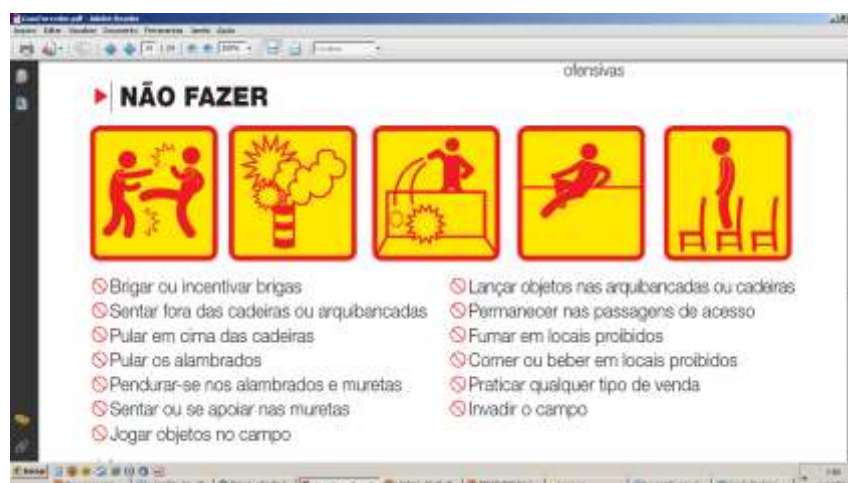 ofensivas
NÃO FAZER
Brigar ou incentivar brigas
Sentar fora das cadeiras ou arquibancadas
Pular em cima das cadeiras
Pular os alambrados
Pendurar-se nos alambrados e muretas
Sentar ou se apoiar nas muretas
Jogar objetos no campo
Lançar objetos nas arquibancadas ou cadeiras
Permanecer nas passagens de acesso
Fumar em locais proibidos
Comer ou beber em locais proibidos
Praticar qualquer tipo de venda
Invadir o campo